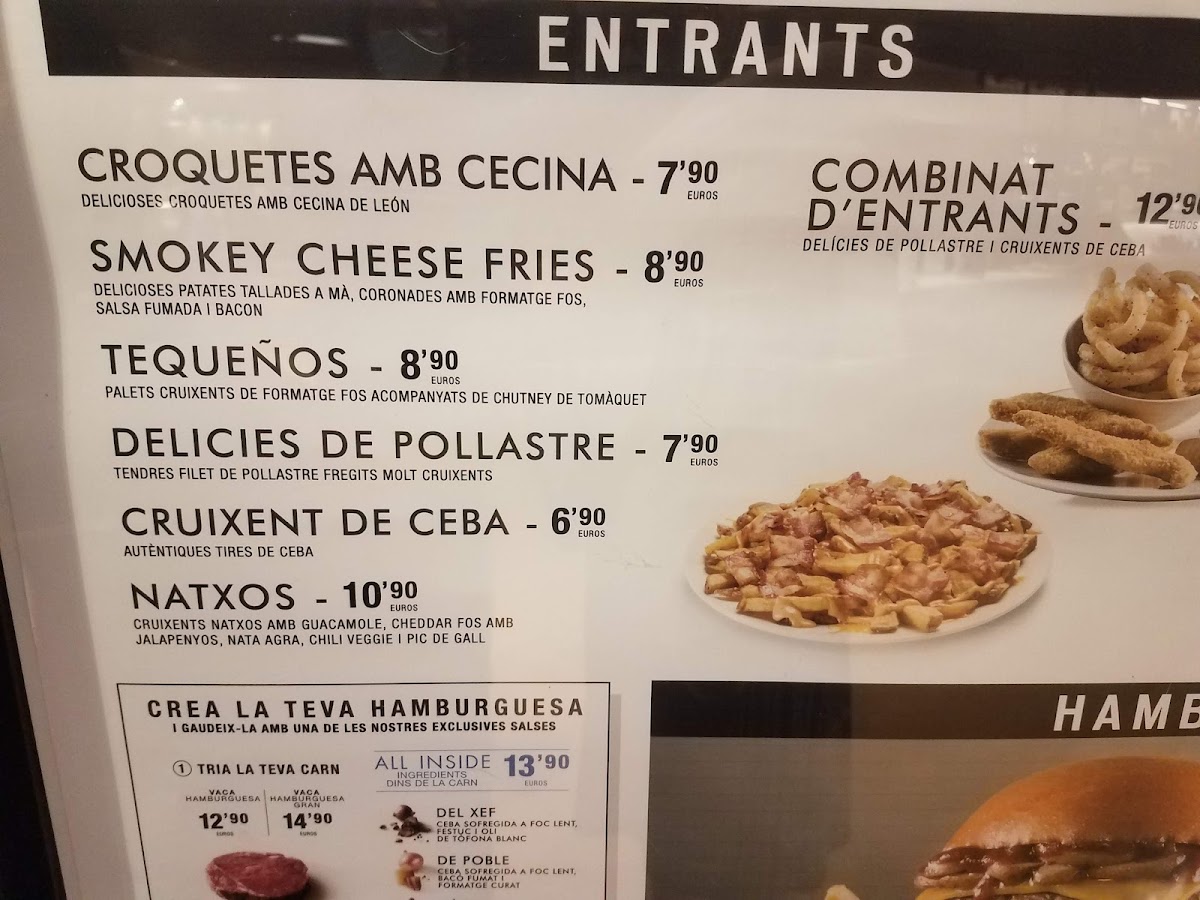 ENTRANTS
CROQUETES AMB CECINA - 7'90
EUROS
DELICIOSES CROQUETES AMB CECINA DE LEÓN
SMOKEY CHEESE FRIES - 8'90
EUROS
DELICIOSES PATATES TALLADES A MÀ, CORONADES AMB FORMATGE FOS,
SALSA FUMADA I BACON
TEQUEÑOS - 8'90
EUROS
PALETS CRUIXENTS DE FORMATGE FOS ACOMPANYATS DE CHUTNEY DE TOMÀQUET
DELICIES DE POLLASTRE - 7'90
EUROS
TENDRES FILET DE POLLASTRE FREGITS MOLT CRUIXENTS
CRUIXENT DE CEBA - 6'90
EUROS
AUTÈNTIQUES TIRES DE CEBA
NATXOS - 10'90
EUROS
CRUIXENTS NATXOS AMB GUACAMOLE, CHEDDAR FOS AMB
JALAPENYOS, NATA AGRA, CHILI VEGGIE I PIC DE GALL
COMBINAT
D'ENTRANTS - 12'90
EUROS
DELÍCIES DE POLLASTRE I CRUIXENTS DE CEBA
CREA LA TEVA HAMBURGUESA
I GAUDEIX-LA AMB UNA DE LES NOSTRES EXCLUSIVES SALSES
1 TRIA LA TEVA CARN
VACA
HAMBURGUESA
12'90
EUROS
VACA
HAMBURGUESA
GRAN
14'90
EUROS
ALL INSIDE 13'90
INGREDIENTS
DINS DE LA CARN
EUROS
DEL XEF
CEBA SOFREGIDA A FOC LENT,
FESTUC I OLI
DE TÒFONA BLANC
DE POBLE
CEBA SOFREGIDA A FOC LENT,
BACÓ FUMAT I
FORMATGE CURAT
HAMB